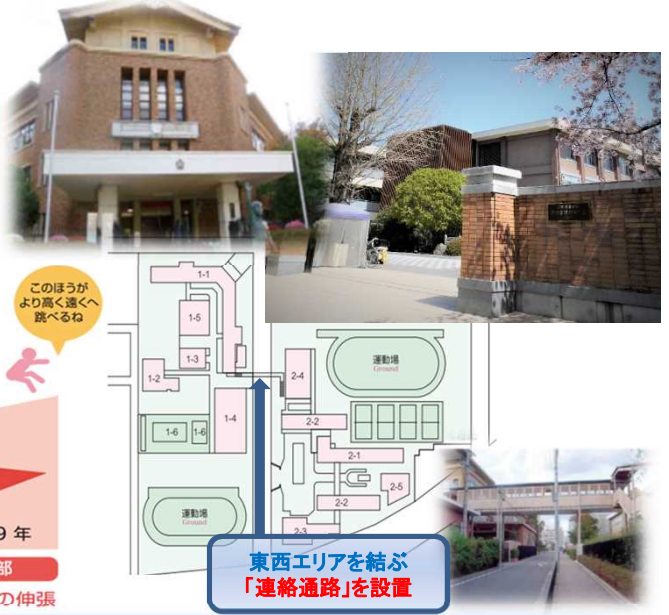 このほうが
より高く遠くへ
跳べるね
1-1
1-5
1-3
1-2
1-4
1-6
1-6
運動場
Ground
2-4
運動場
Ground
2-2
2-1
2-5
2-2
2-3
9 年
部
の伸張
東西エリアを結ぶ
「連絡通路」を設置